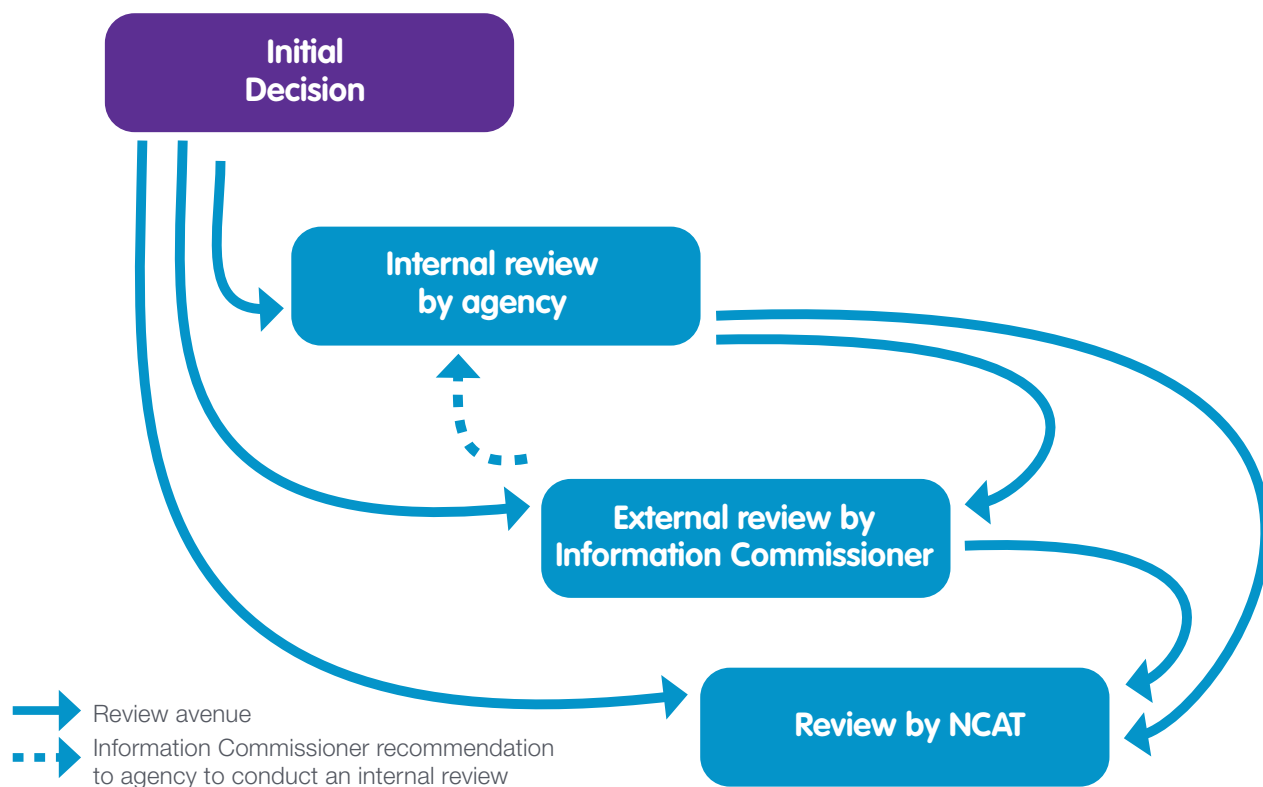 Initial
Decision
Internal review
by agency
External review by
Information Commissioner
Review by NCAT
Review avenue
Information Commissioner recommendation
to agency to conduct an internal review